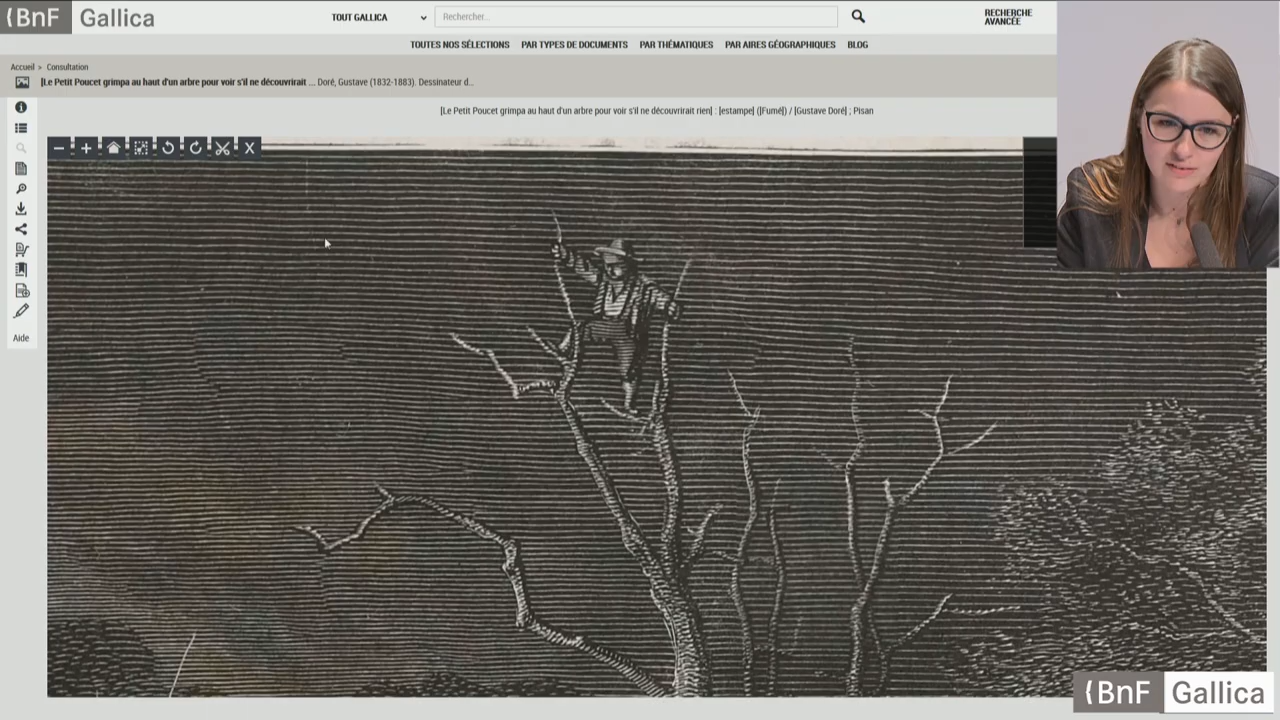 BnF Gallica
TOUT GALLICA
Rechercher...
RECHERCHE
AVANCÉE
TOUTES NOS SÉLECTIONS PAR TYPES DE DOCUMENTS PAR THÉMATIQUES PAR AIRES GÉOGRAPHIQUES BLOG
Accueil > Consultation
[Le Petit Poucet grimpa au haut d'un arbre pour voir s'il ne découvrirait ... Doré, Gustave (1832-1883). Dessinateur d...
[Le Petit Poucet grimpa au haut d'un arbre pour voir s'il ne découvrirait rien] : [estampe] ([Fumé]) / [Gustave Doré] ; Pisan
Aide
BnF Gallica